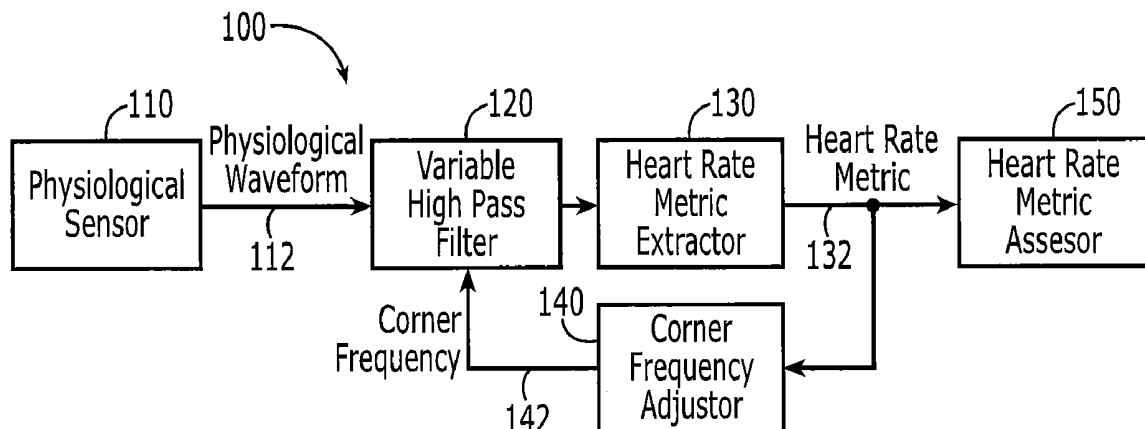 100
110
Physiological
Sensor
Physiological
Waveform
112
120
Variable
High Pass
Filter
130
Heart Rate
Metric
Extractor
Heart Rate
Metric
132
150
Heart Rate
Metric
Assesor
Corner
Frequency
142
140
Corner
Frequency
Adjustor